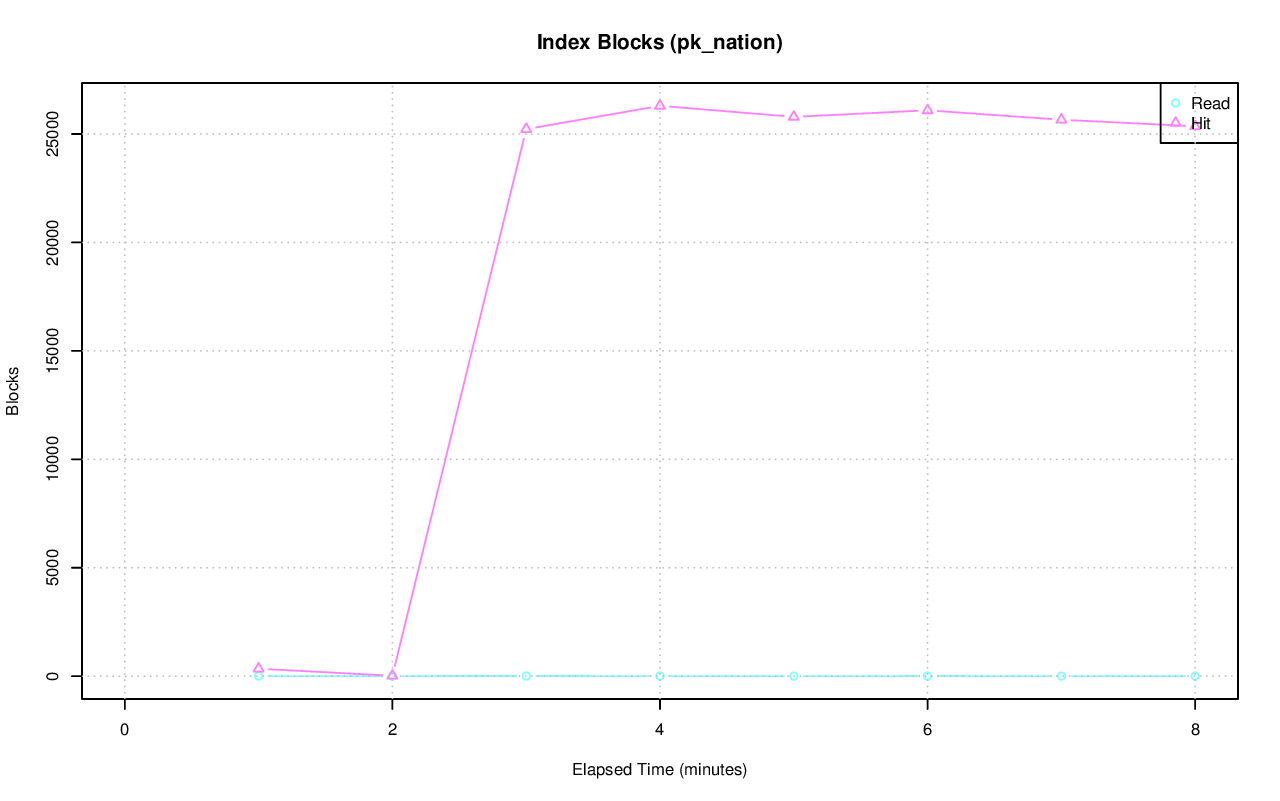 Index Blocks (pk_nation)
Read
Hit
25000
20000
15000
10000
5000
0
Blocks
0 2 4 6 8
Elapsed Time (minutes)